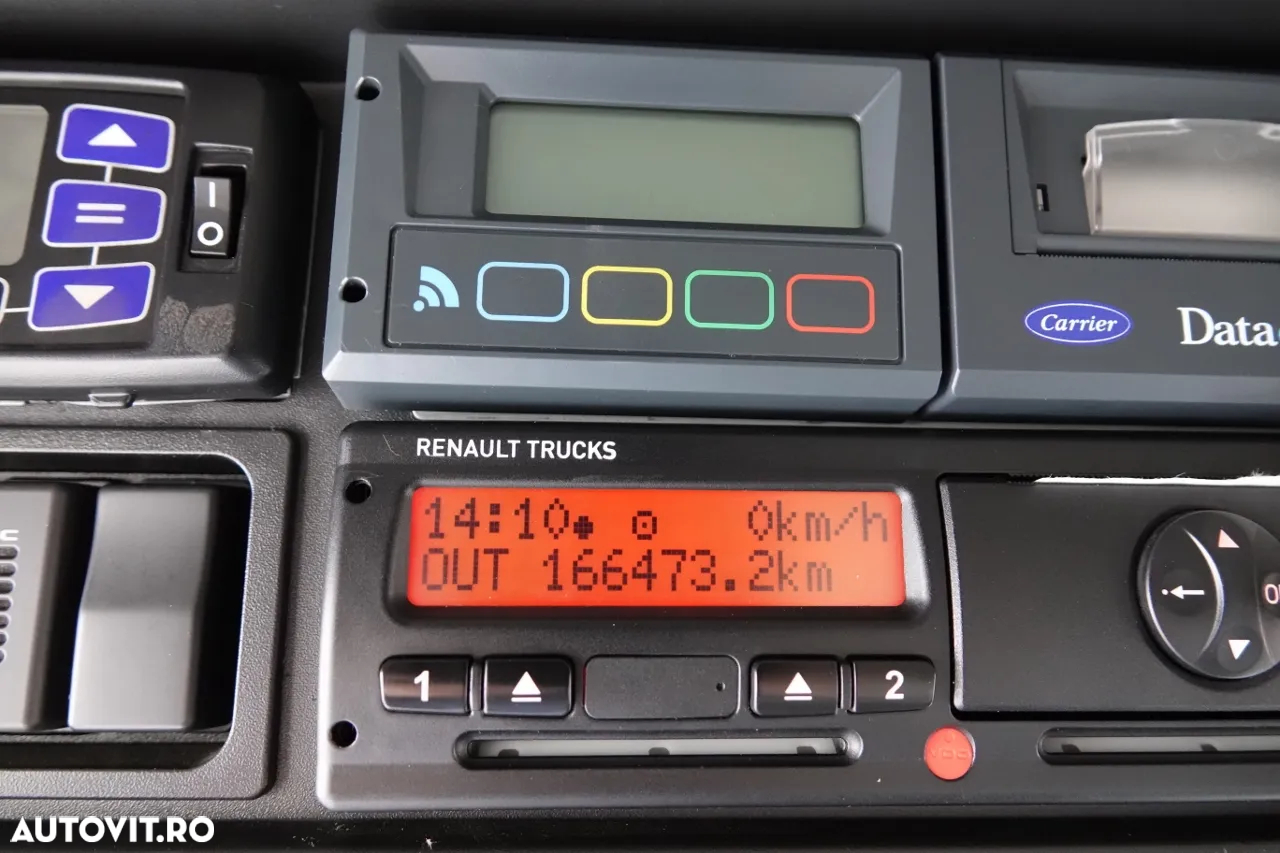 Carrier
Data
RENAULT TRUCKS
14:10 0km/h
OUT 166473.2km
1
2
AUTOVIT.RO